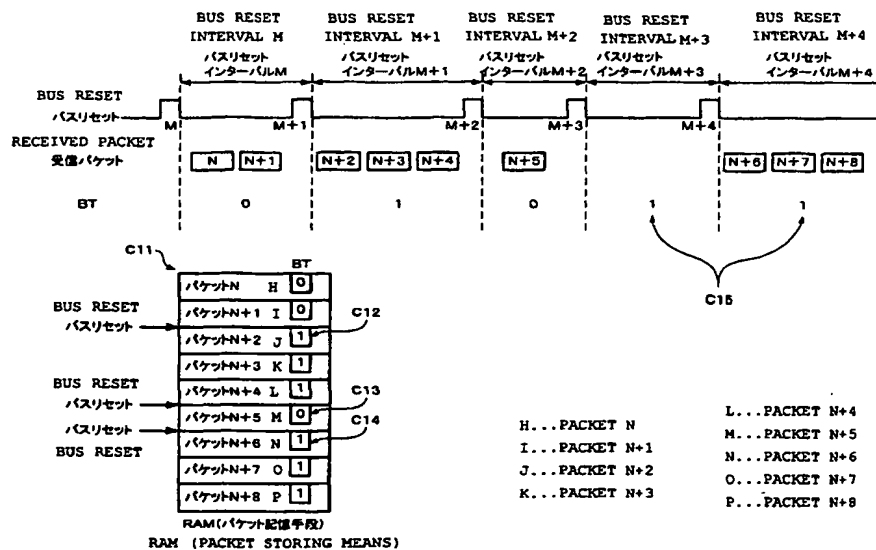 BUS RESET INTERVAL M
BUS RESET INTERVAL M+1
BUS RESET INTERVAL M+2
BUS RESET INTERVAL M+3
BUS RESET INTERVAL M+4
バスリセット インターバルM
バスリセット インターバルM+1
バスリセット インターバルM+2
バスリセット インターバルM+3
バスリセット インターバルM+4
BUS RESET
バスリセット
M M+1 M+2 M+3 M+4
RECEIVED PACKET
受信パケット
N N+1 N+2 N+3 N+4 N+5 N+6 N+7 N+8
BT 0 1 0 1 1
C15
C11
BT
パケットN H 0
パケットN+1 I 0
BUS RESET
バスリセット
C12
パケットN+2 J 1
パケットN+3 K 1
パケットN+4 L 1
BUS RESET
バスリセット
C13
パケットN+5 M 0
バスリセット
BUS RESET
C14
パケットN+6 N 1
パケットN+7 O 1
パケットN+8 P 1
RAM(パケット記憶手段)
RAM (PACKET STORING MEANS)
H...PACKET N
I...PACKET N+1
J...PACKET N+2
K...PACKET N+3
L...PACKET N+4
M...PACKET N+5
N...PACKET N+6
O...PACKET N+7
P...PACKET N+8